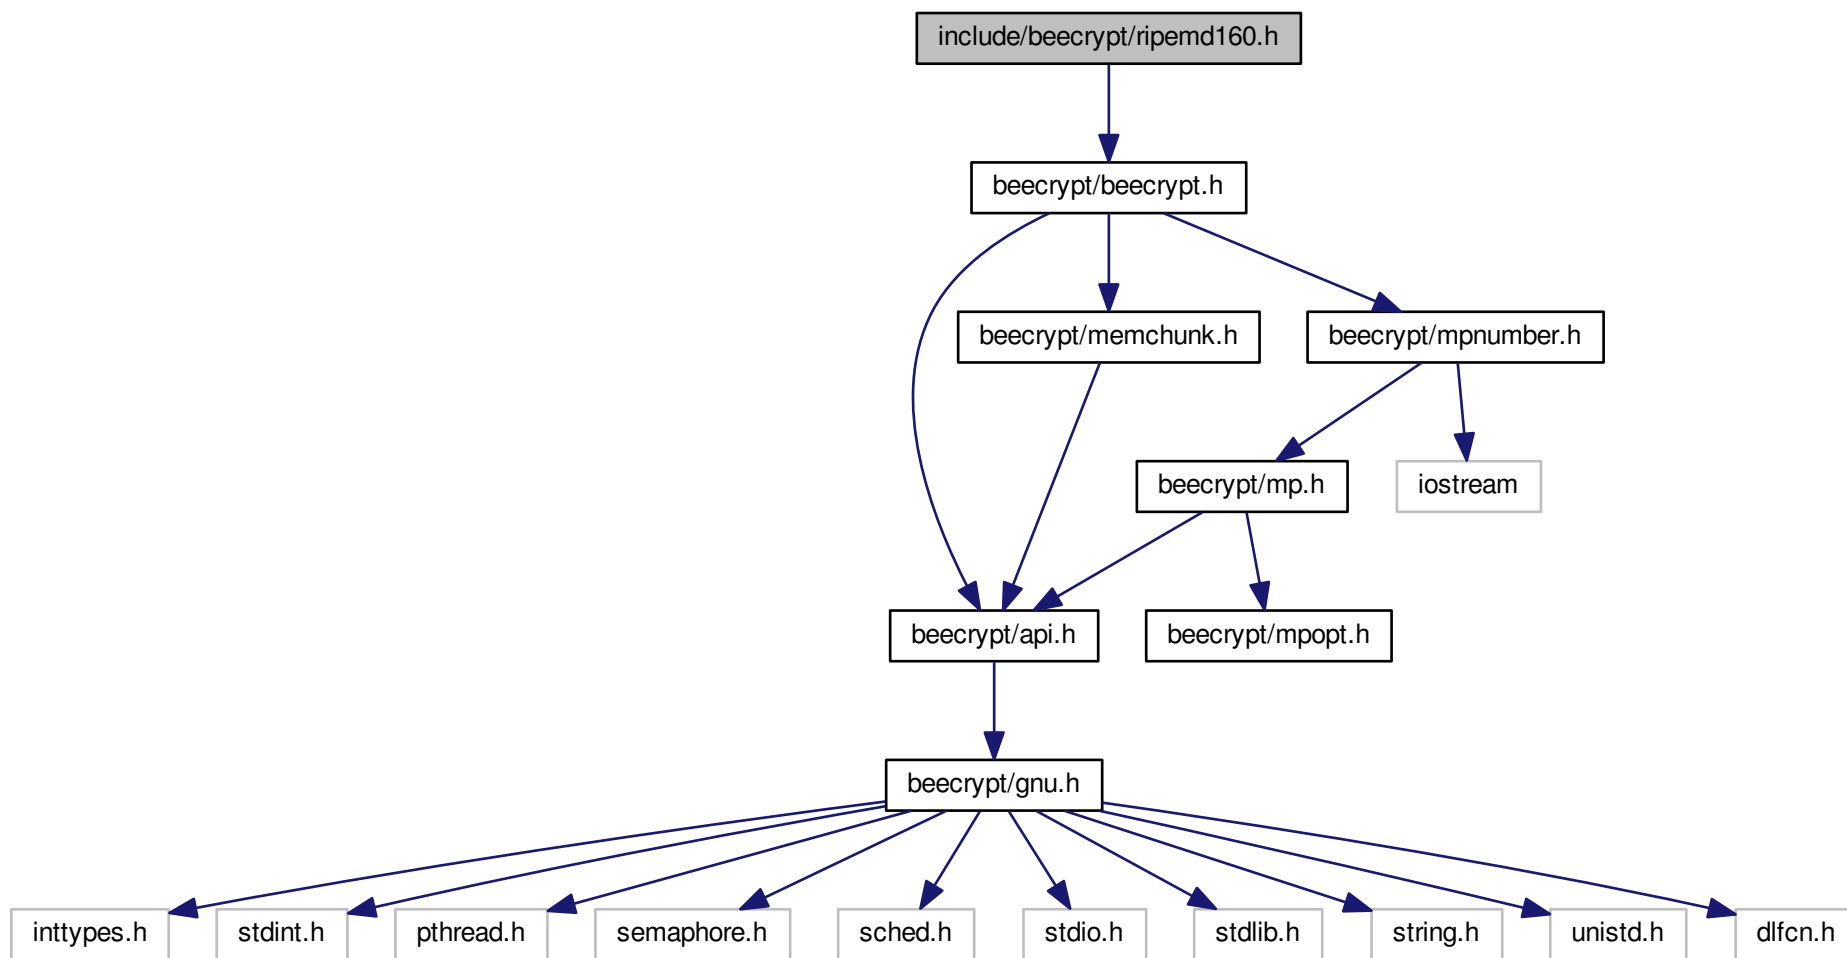 include/beecrypt/ripemd160.h
beecrypt/beecrypt.h
beecrypt/memchunk.h
beecrypt/mpnumber.h
beecrypt/mp.h
iostream
beecrypt/api.h
beecrypt/mpopt.h
beecrypt/gnu.h
inttypes.h
stdint.h
pthread.h
semaphore.h
sched.h
stdio.h
stdlib.h
string.h
unistd.h
dlfcn.h